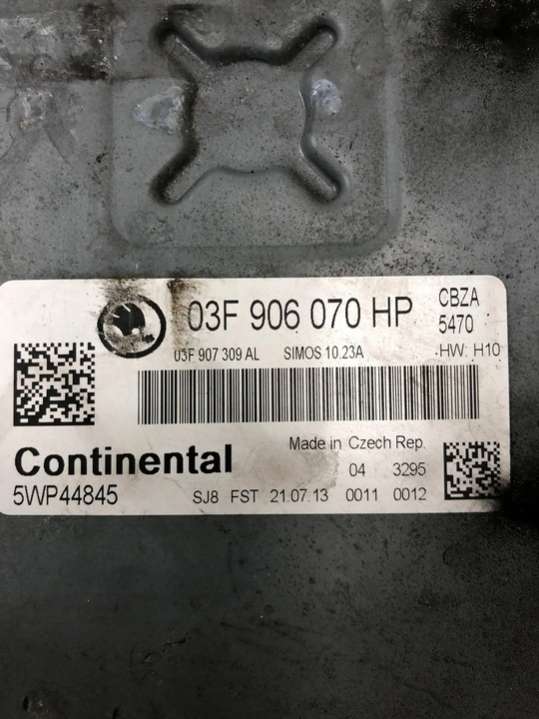 03F 906 070 HP
CBZA
5470
03F 907 309 AL SIMOS 10.23A HW: H10
Continental
Made in Czech Rep.
5WP44845
04 3295
SJ8 FST 21.07.13 0011 0012